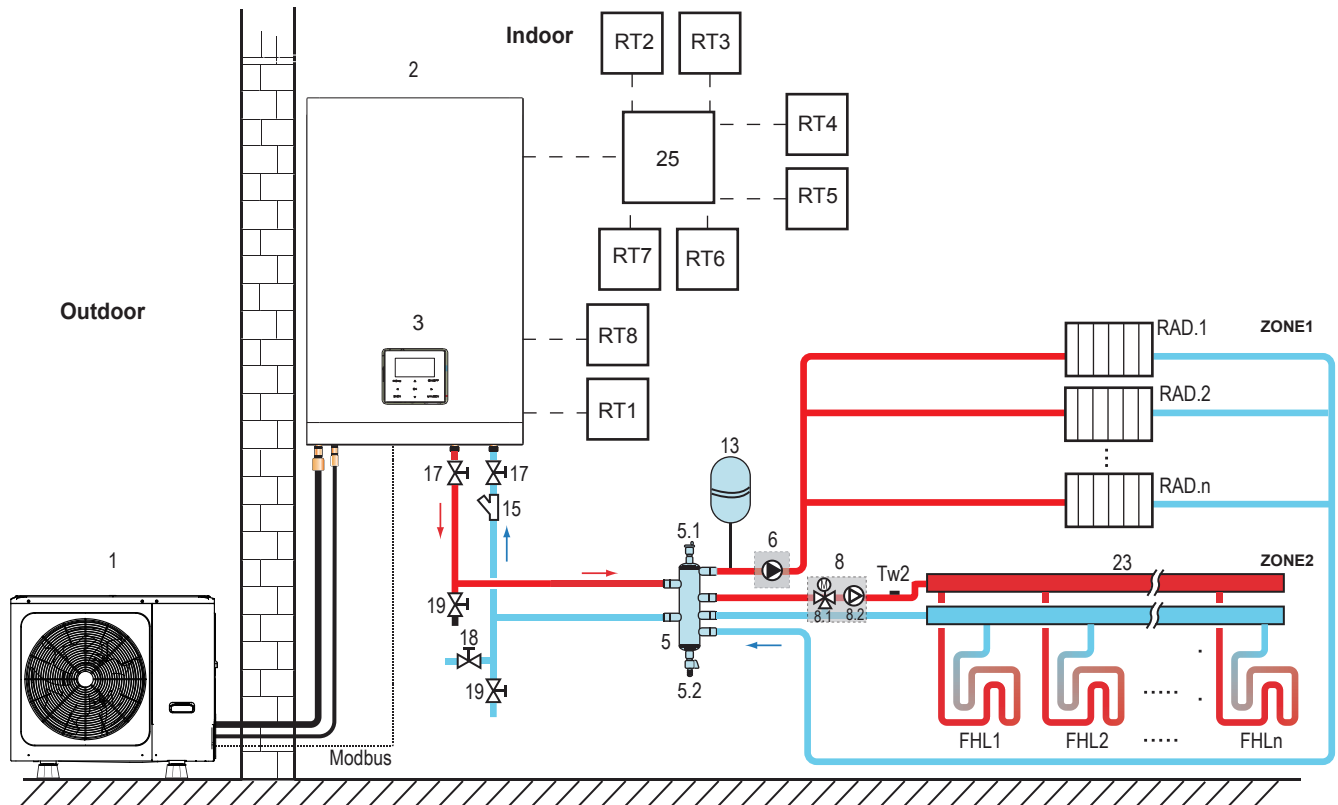 Indoor
RT2
RT3
2
RT4
25
RT5
RT7
RT6
Outdoor
3
RT8
RT1
RAD.1
ZONE1
RAD.2
17
17
13
RAD.n
15
5.1
6
1
8
Tw2
23
ZONE2
8.1
8.2
19
18
5
19
5.2
FHL1
FHL2
FHLn
Modbus
M